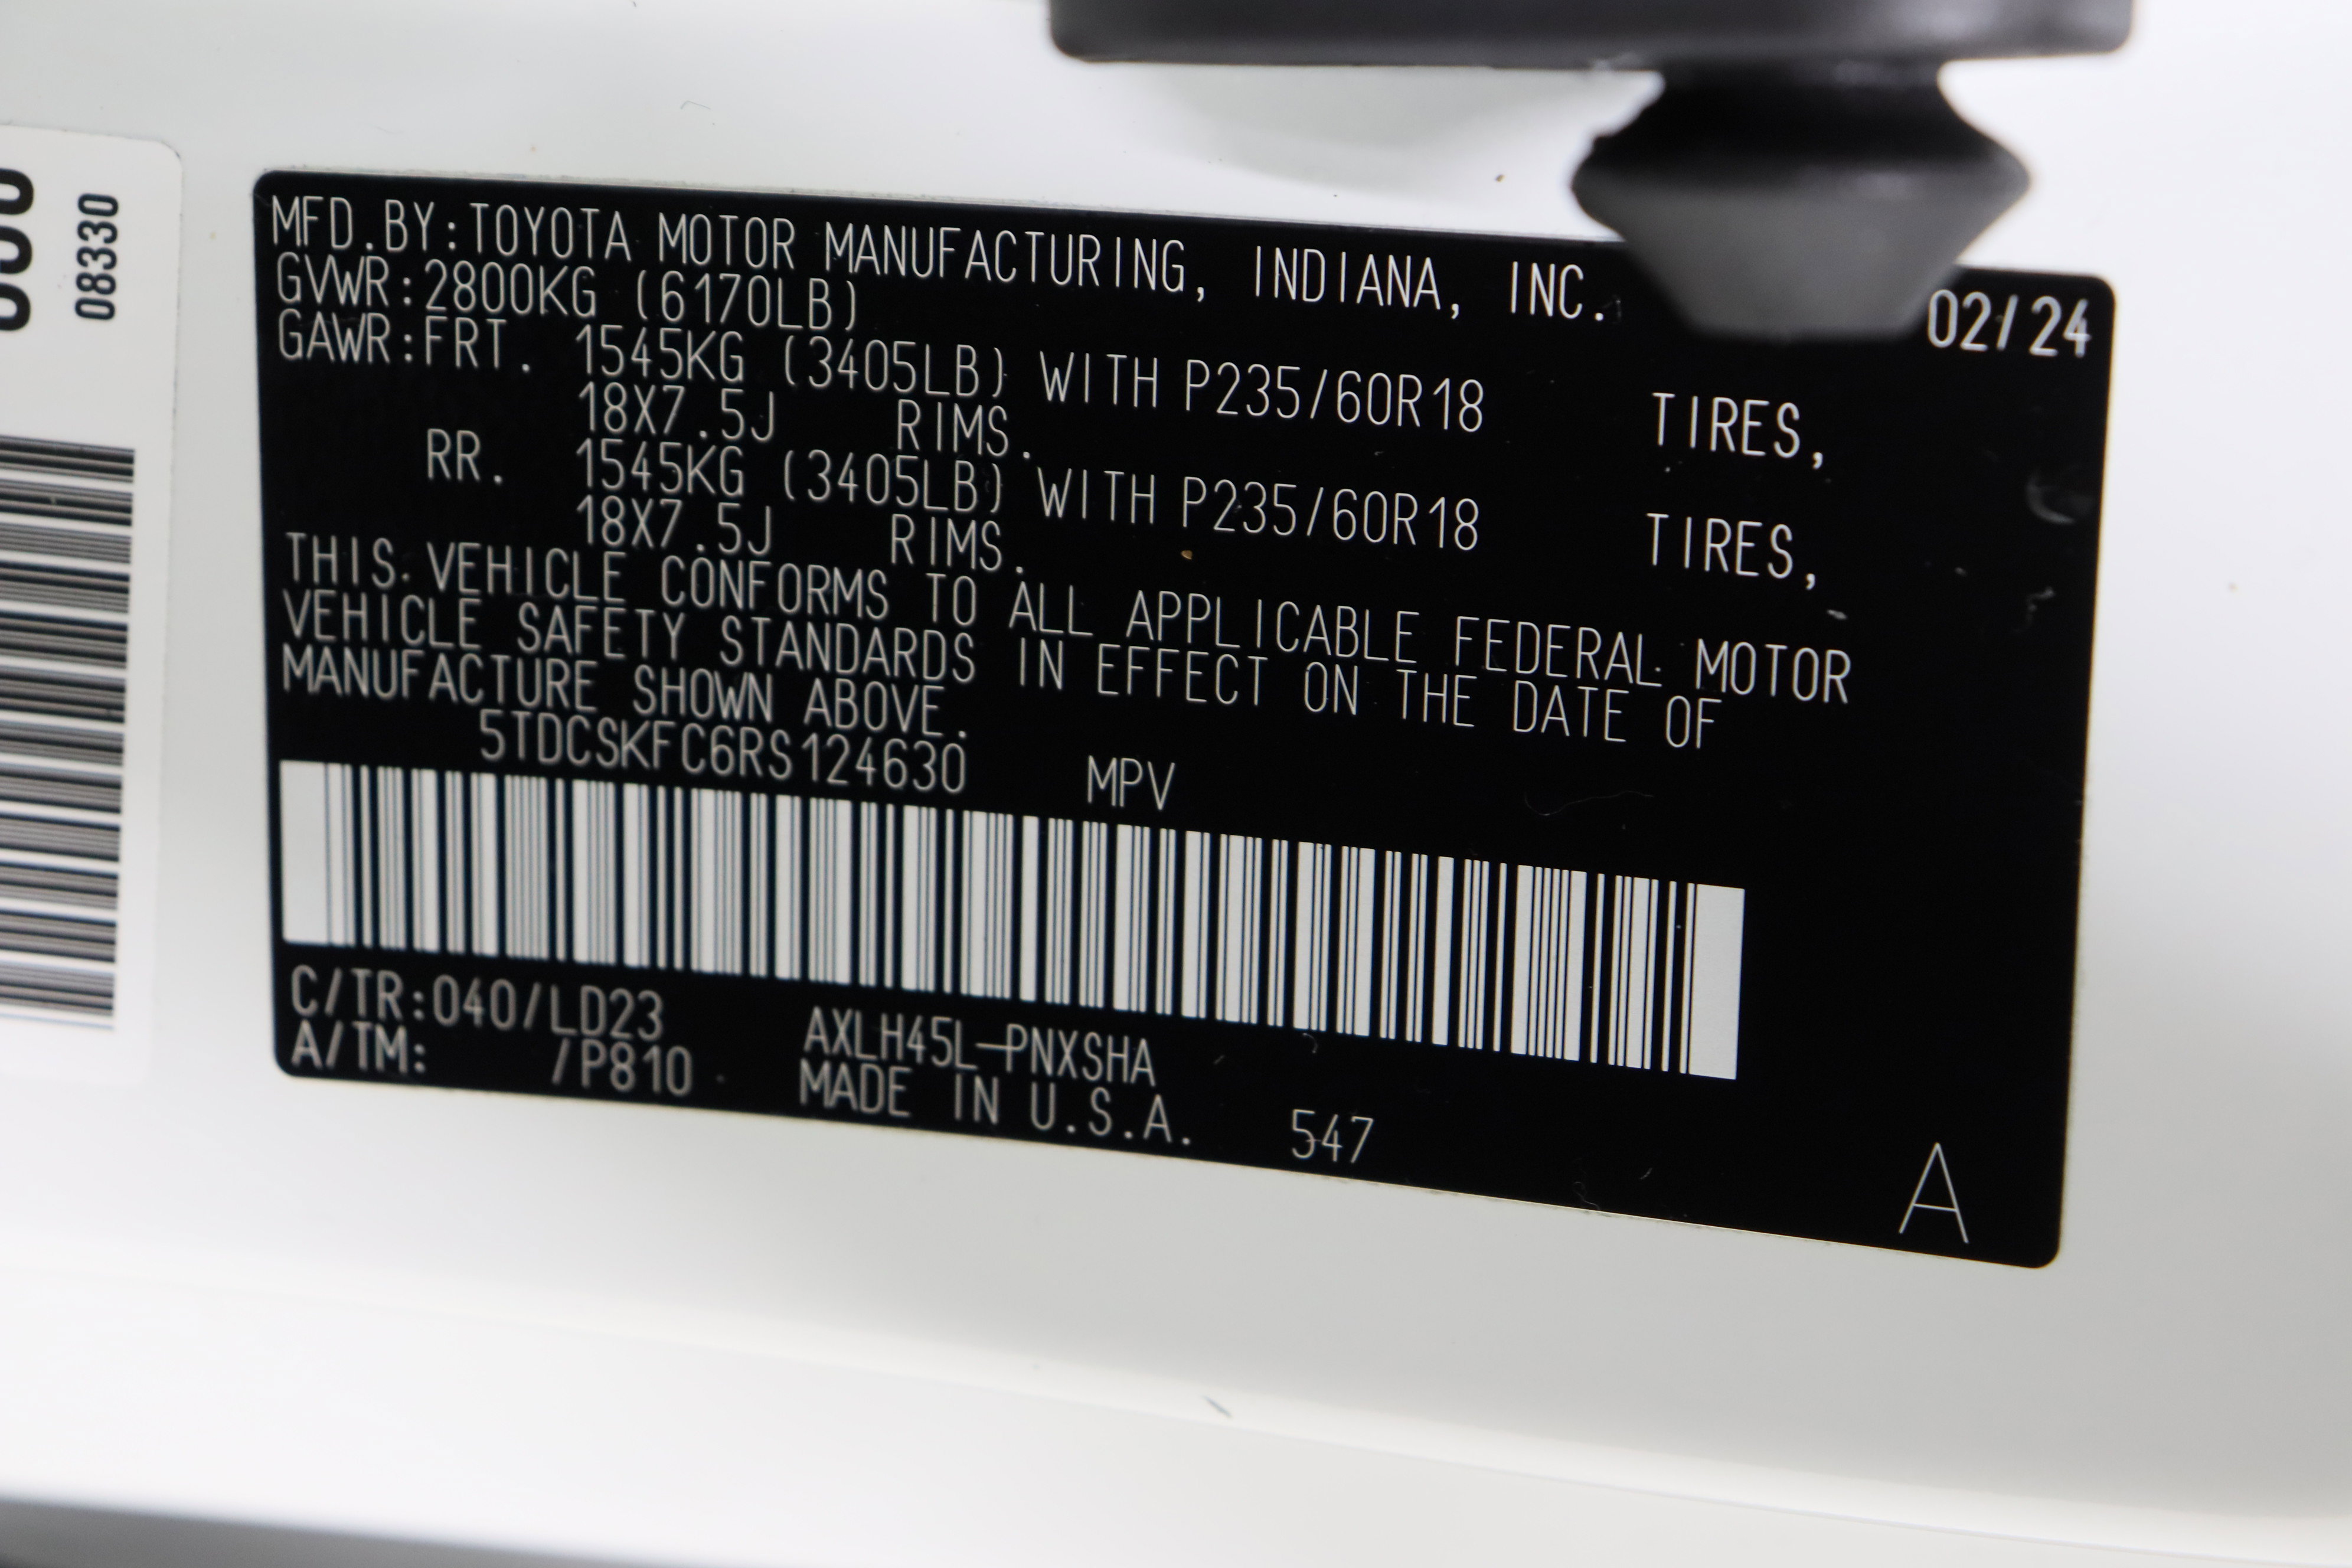 08330
MFD.BY:TOYOTA MOTOR MANUFACTURING, INDIANA, INC. 02/24
GVWR:2800KG (6170LB)
GAWR:FRT. 1545KG (3405LB) WITH P235/60R18 TIRES,
18X7.5J RIMS.
RR. 1545KG (3405LB) WITH P235/60R18 TIRES,
18X7.5J RIMS.
THIS VEHICLE CONFORMS TO ALL APPLICABLE FEDERAL MOTOR
VEHICLE SAFETY STANDARDS IN EFFECT ON THE DATE OF
MANUFACTURE SHOWN ABOVE.
5TDCSKFC6RS124630 MPV
C/TR:040/LD23 AXLH45L-PNXSHA
A/TM: /P810 MADE IN U.S.A. 547
A